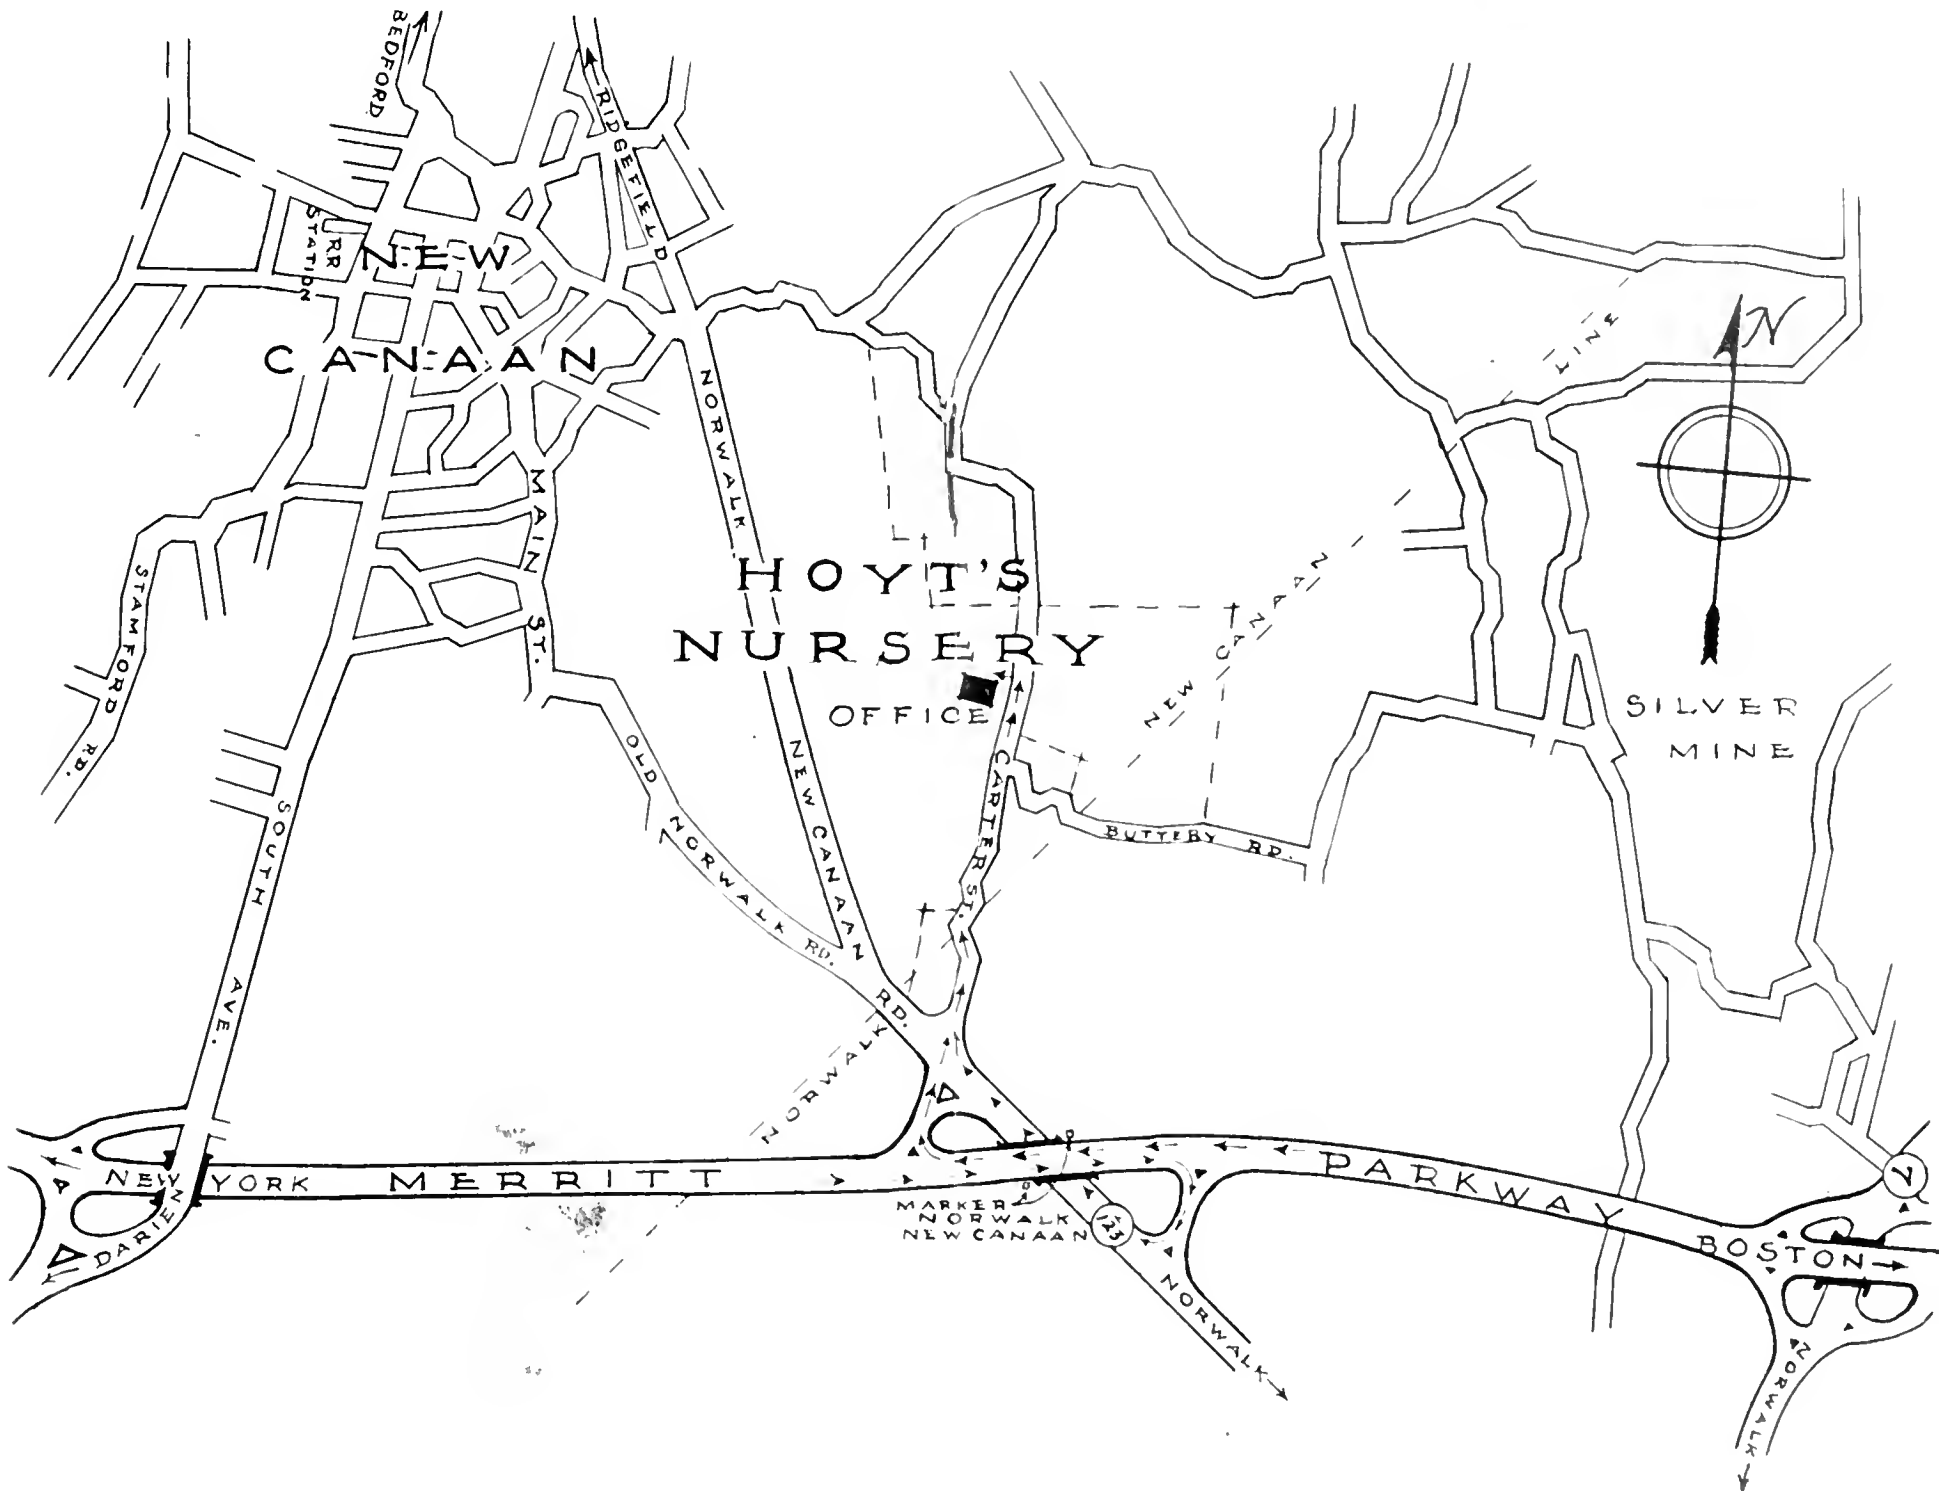 BEDFORD
RIDGEFIELD
RR
STATION
NEW
CANAAN
LINE
N
NORWALK
MAIN ST.
HOYT'S
NURSERY
OFFICE
NEW CANAAN
STAMFORD RD.
SILVER
MINE
OLD NORWALK RD.
NEW CANAAN RD.
CARTER ST.
BUTTERY RD.
SOUTH AVE.
NORWALK
NEW YORK
MERRITT
PARKWAY
DARIEN
MARKER
NORWALK
NEW CANAAN
123
7
BOSTON
NORWALK
NORWALK